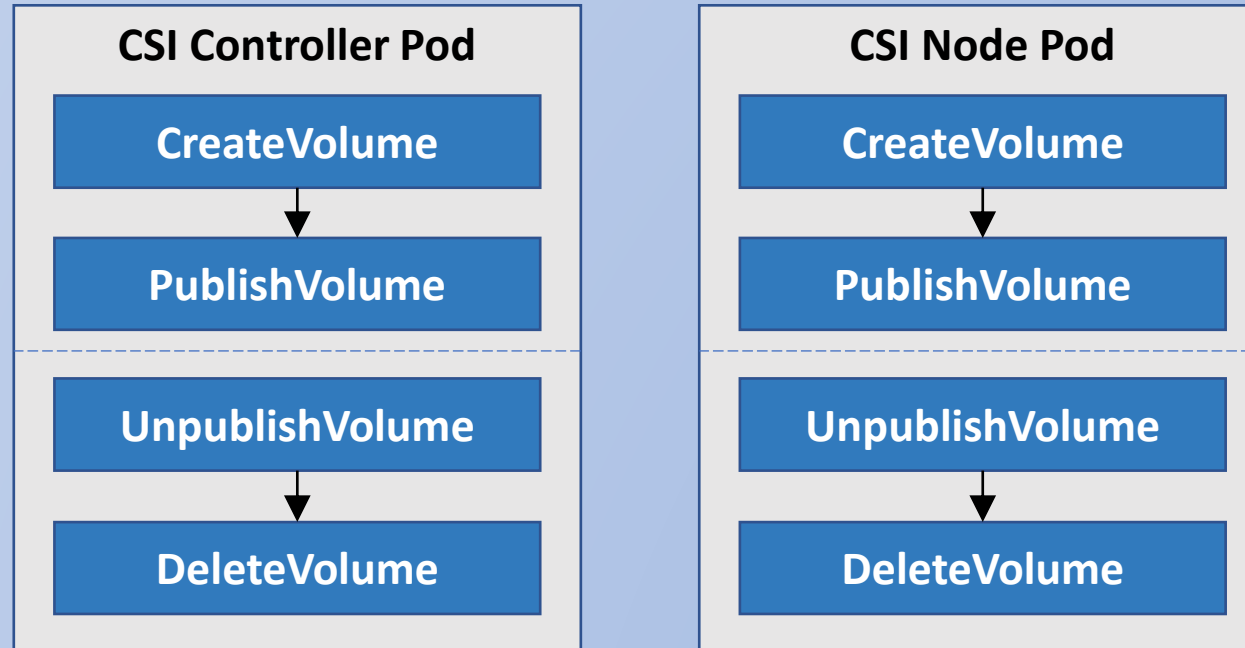 CSI Controller Pod
CreateVolume
PublishVolume
UnpublishVolume
DeleteVolume
CSI Node Pod
CreateVolume
PublishVolume
UnpublishVolume
DeleteVolume